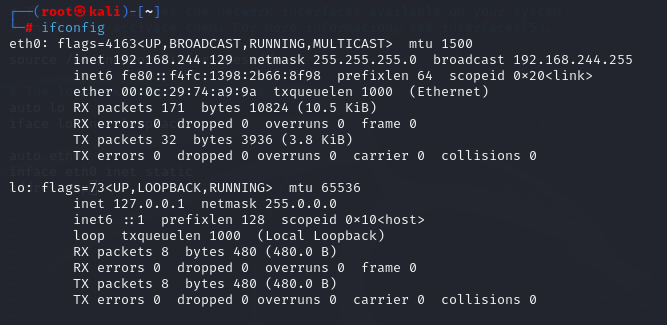 ┌──(root㉿kali)-[~]
└─# ifconfig
eth0: flags=4163<UP,BROADCAST,RUNNING,MULTICAST>  mtu 1500
        inet 192.168.244.129  netmask 255.255.255.0  broadcast 192.168.244.255
        inet6 fe80::f4fc:1398:2b66:8f98  prefixlen 64  scopeid 0×20<link>
        ether 00:0c:29:74:a9:9a  txqueuelen 1000  (Ethernet)
        RX packets 171  bytes 10824 (10.5 KiB)
        RX errors 0  dropped 0  overruns 0  frame 0
        TX packets 32  bytes 3936 (3.8 KiB)
        TX errors 0  dropped 0 overruns 0  carrier 0  collisions 0

lo: flags=73<UP,LOOPBACK,RUNNING>  mtu 65536
        inet 127.0.0.1  netmask 255.0.0.0
        inet6 ::1  prefixlen 128  scopeid 0×10<host>
        loop  txqueuelen 1000  (Local Loopback)
        RX packets 8  bytes 480 (480.0 B)
        RX errors 0  dropped 0  overruns 0  frame 0
        TX packets 8  bytes 480 (480.0 B)
        TX errors 0  dropped 0 overruns 0  carrier 0  collisions 0